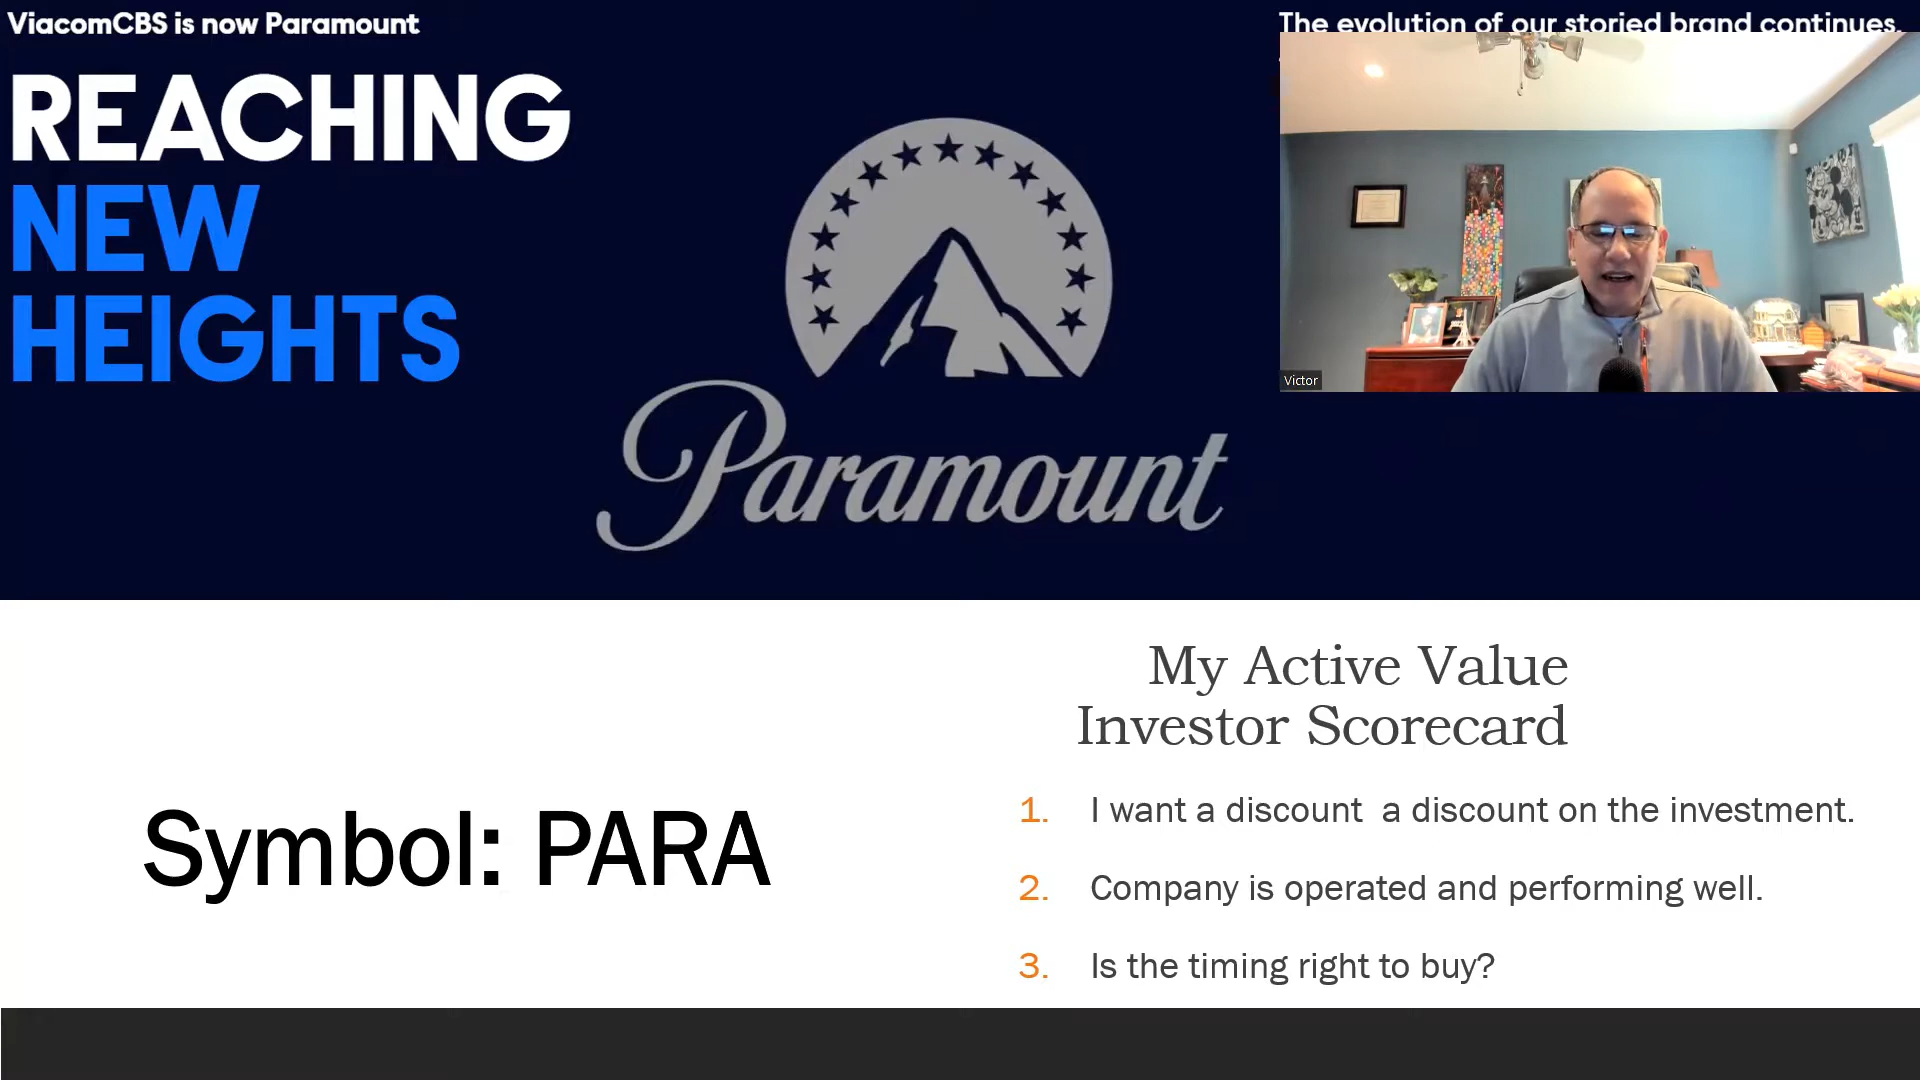 ViacomCBS is now Paramount
The evolution of our storied brand continues.
REACHING
NEW
HEIGHTS
Paramount
Victor
My Active Value
Investor Scorecard
Symbol: PARA
1. I want a discount  a discount on the investment.
2. Company is operated and performing well.
3. Is the timing right to buy?